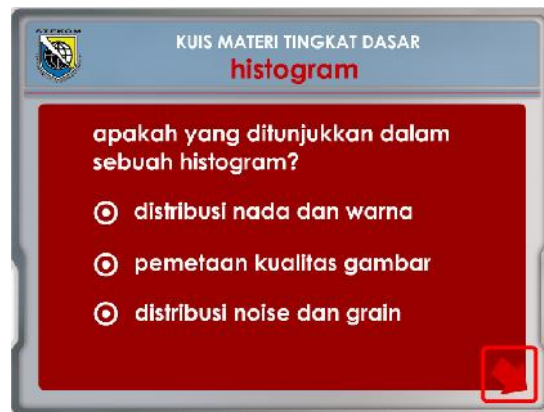 KUIS MATERI TINGKAT DASAR
histogram
apakah yang ditunjukkan dalam
sebuah histogram?
distribusi nada dan warna
pemetaan kualitas gambar
distribusi noise dan grain